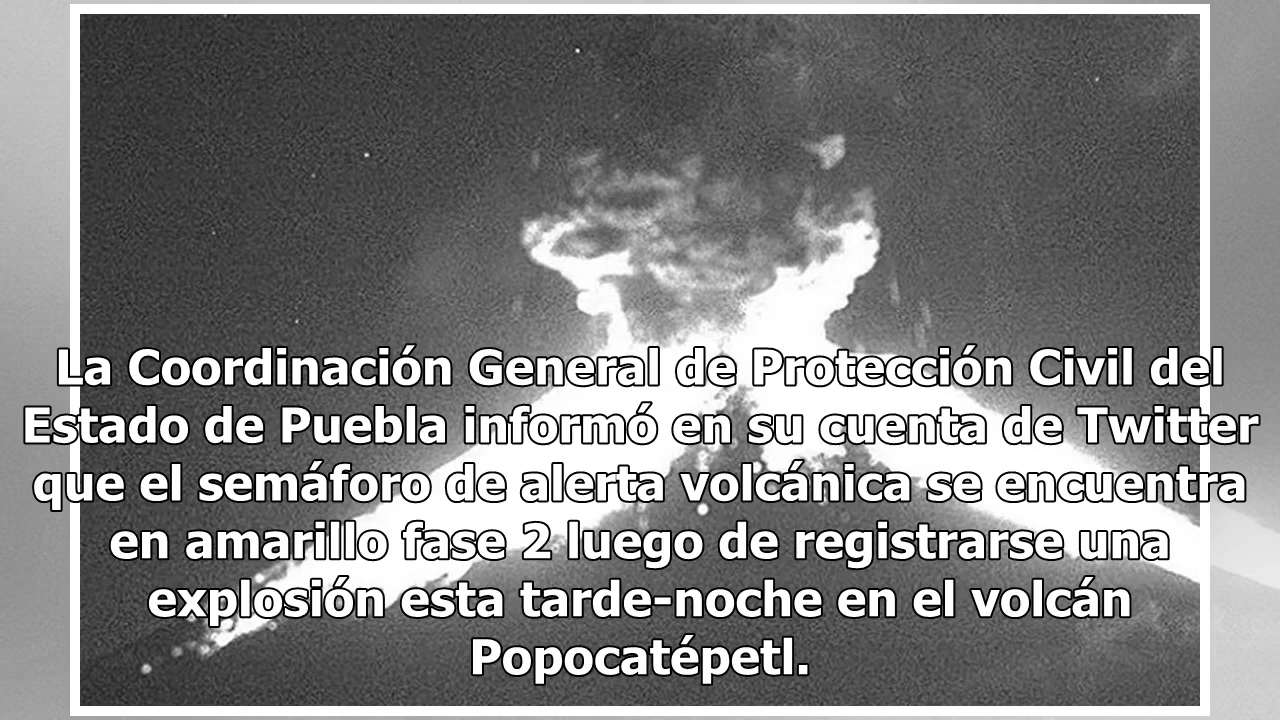 La Coordinación General de Protección Civil del
Estado de Puebla informó en su cuenta de Twitter
que el semáforo de alerta volcánica se encuentra
en amarillo fase 2 luego de registrarse una
explosión esta tarde-noche en el volcán
Popocatépetl.